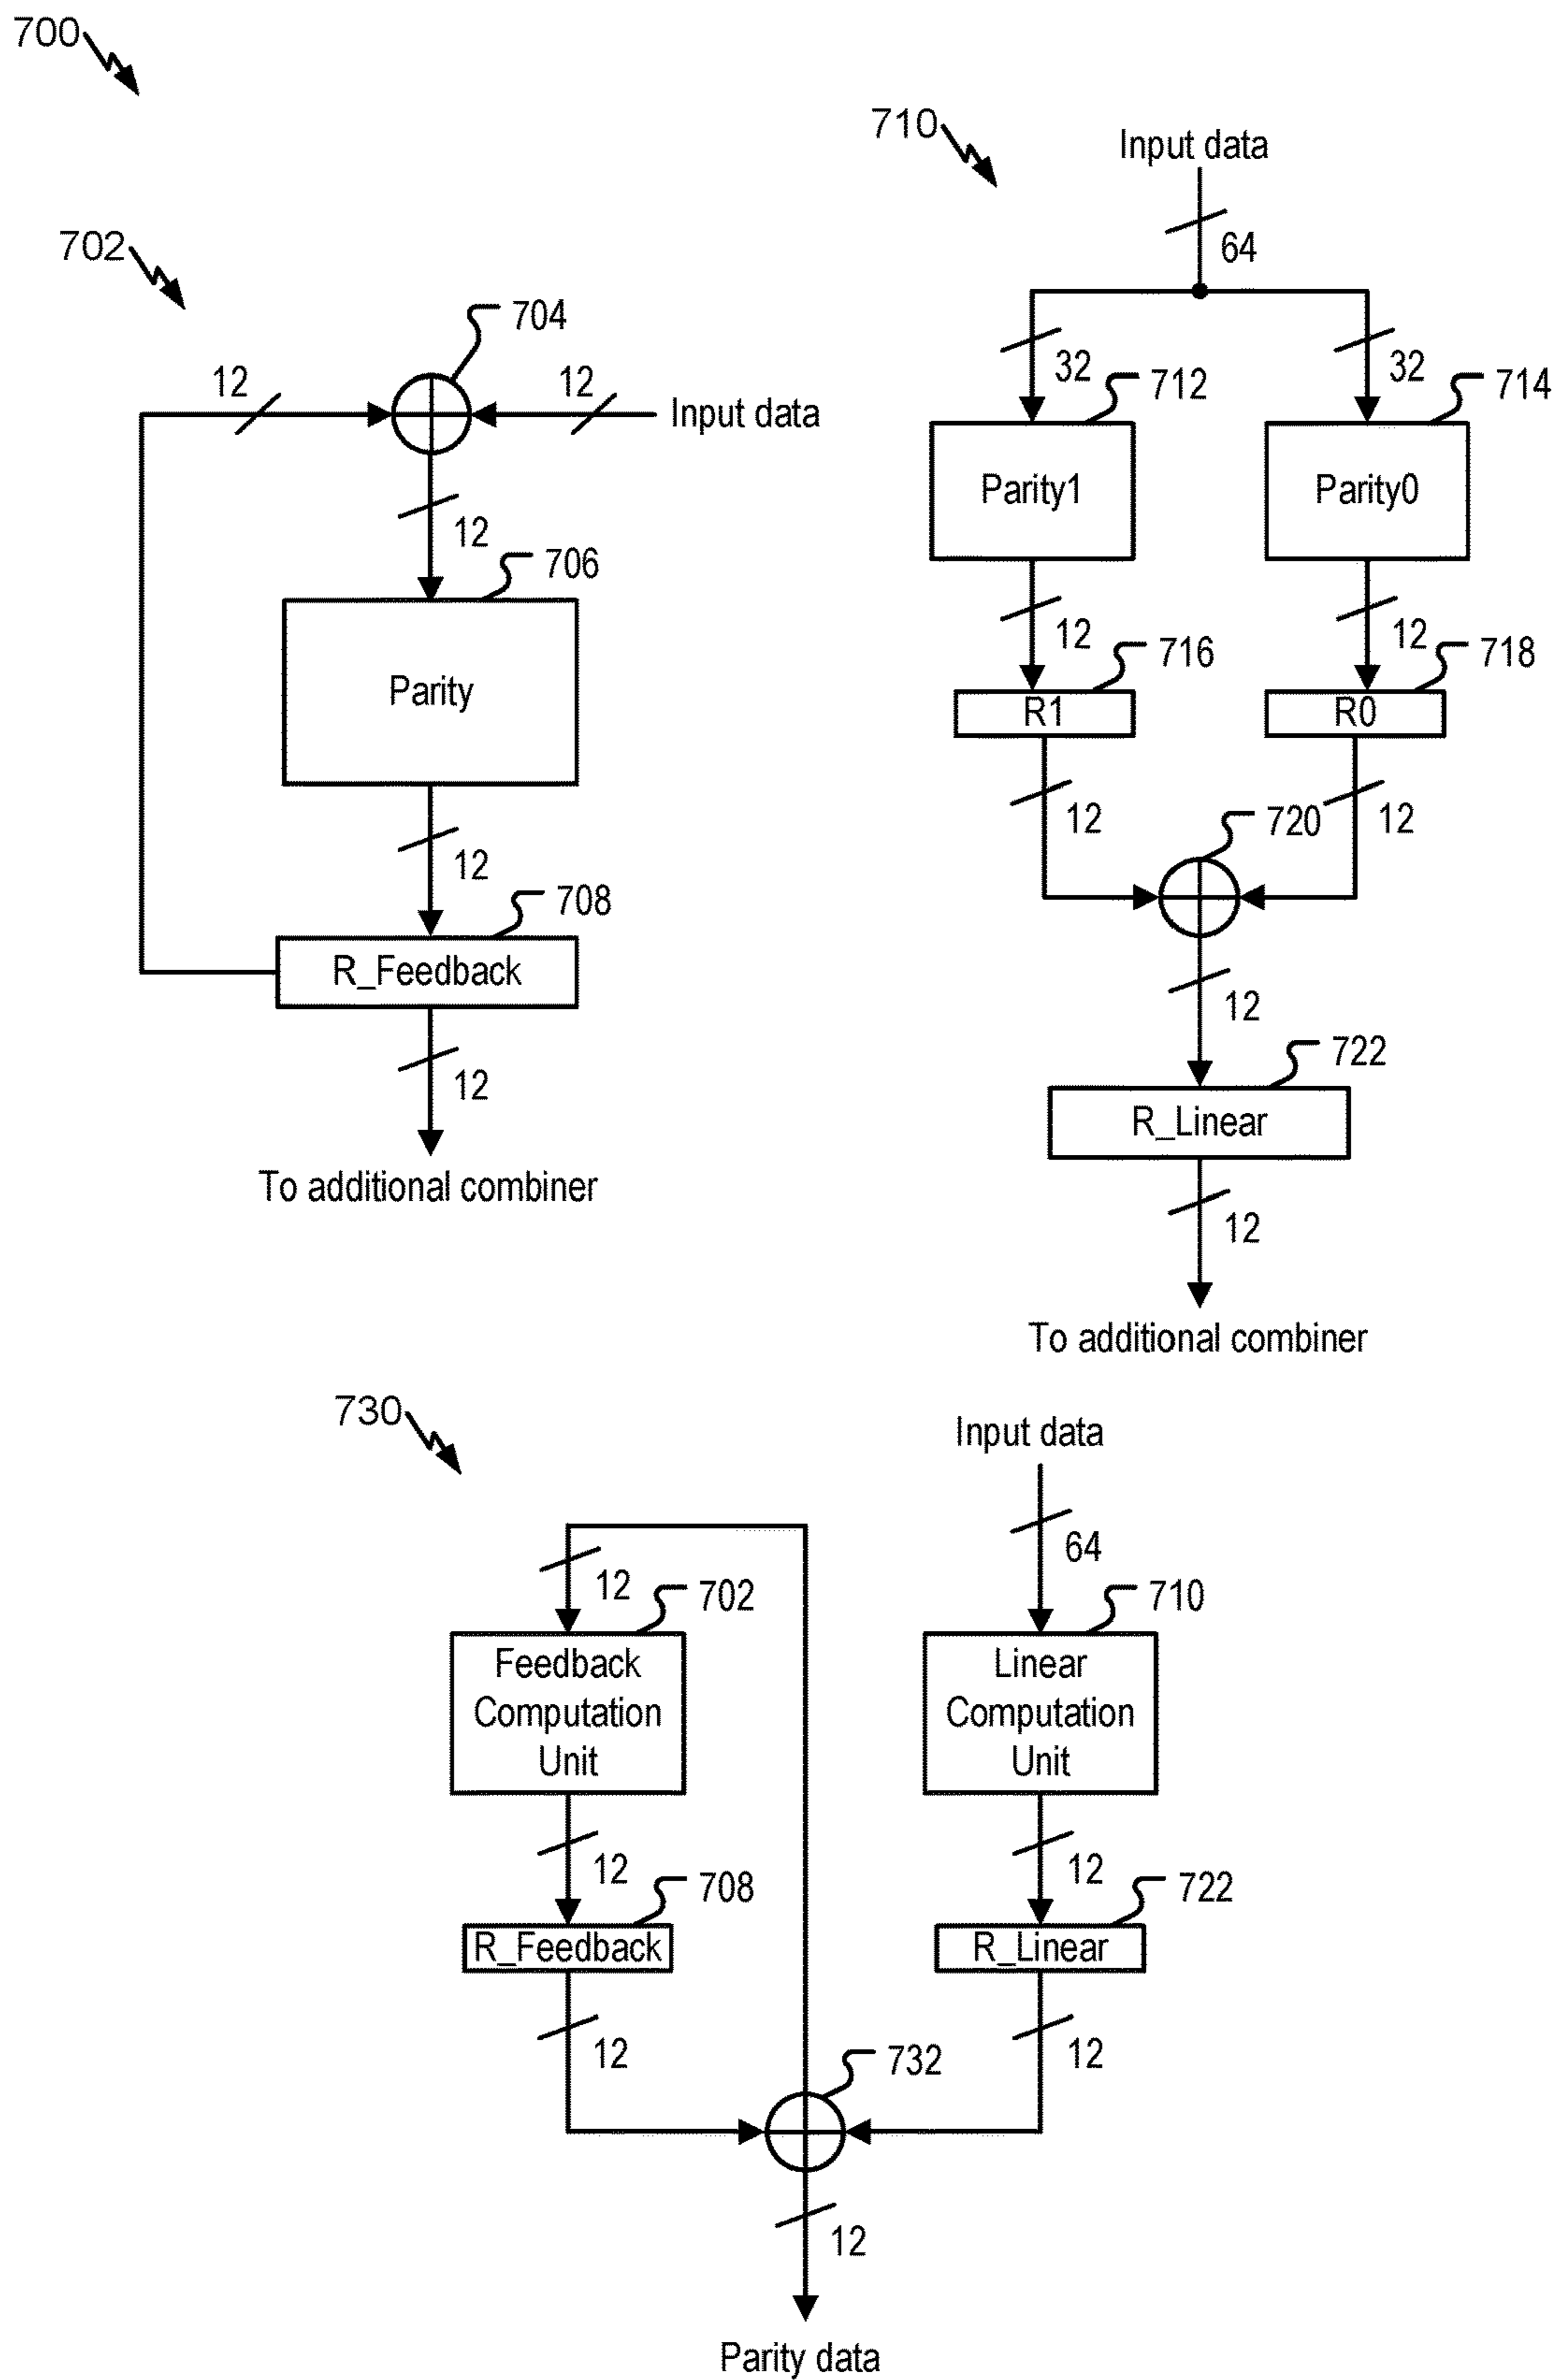 700
702
704
12
12
Input data
12
706
Parity
12
708
R_Feedback
12
To additional combiner
710
Input data
64
32
32
712
714
Parity1
Parity0
12
12
716
718
R1
R0
12
12
720
12
722
R_Linear
12
To additional combiner
730
Input data
64
12
702
710
Feedback
Computation
Unit
Linear
Computation
Unit
12
12
708
722
R_Feedback
R_Linear
12
12
732
12
Parity data